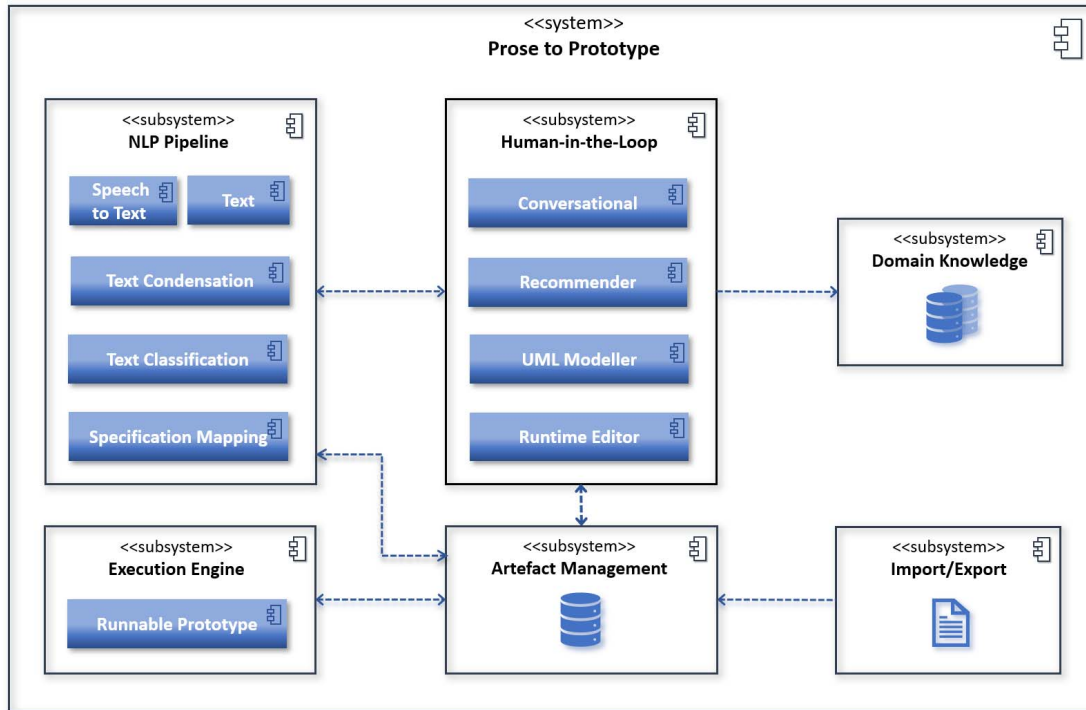 <<system>>
Prose to Prototype
<<subsystem>>
NLP Pipeline
Speech
to Text
Text
Text Condensation
Text Classification
Specification Mapping
<<subsystem>>
Human-in-the-Loop
Conversational
Recommender
UML Modeller
Runtime Editor
<<subsystem>>
Domain Knowledge
<<subsystem>>
Execution Engine
Runnable Prototype
<<subsystem>>
Artefact Management
<<subsystem>>
Import/Export